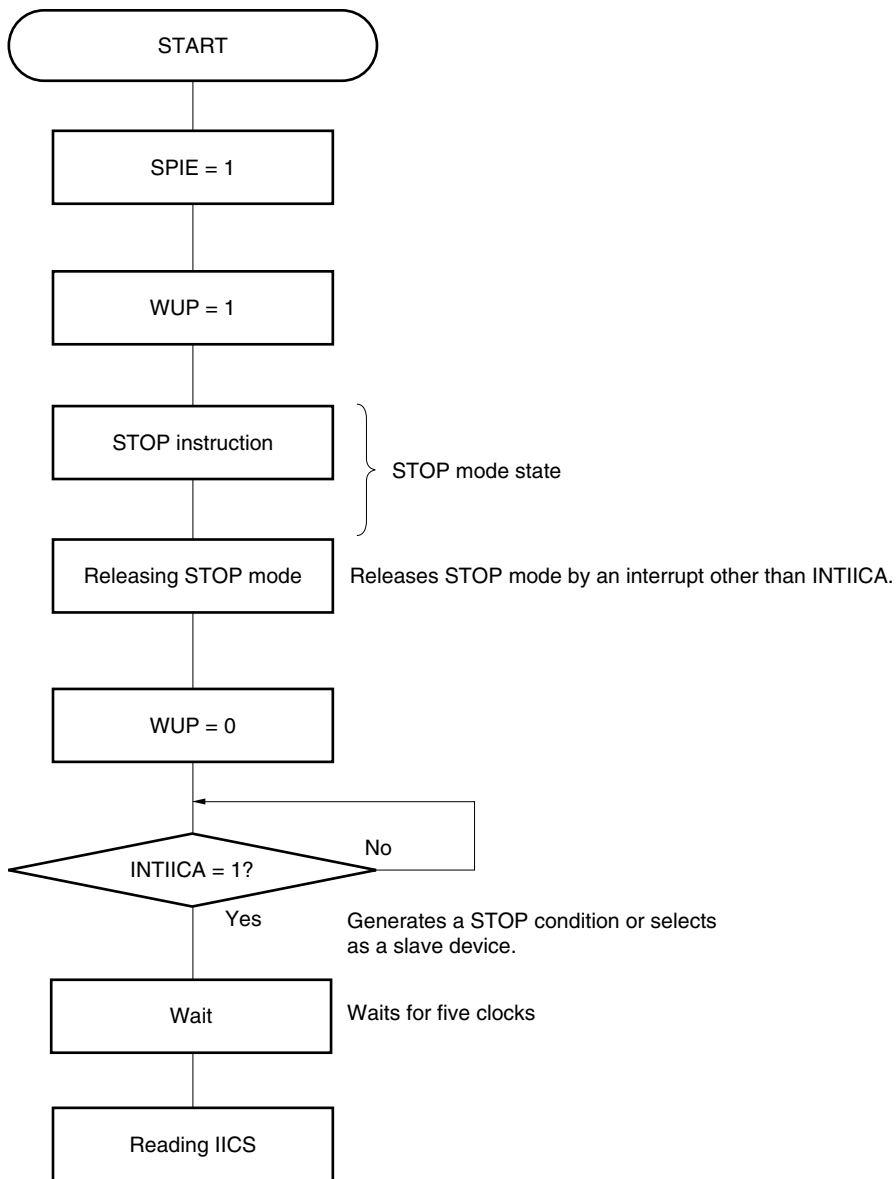 START
SPIE = 1
WUP = 1
STOP instruction
STOP mode state
Releasing STOP mode
Releases STOP mode by an interrupt other than INTIICA.
WUP = 0
INTIICA = 1?
No
Yes
Generates a STOP condition or selects
as a slave device.
Wait
Waits for five clocks
Reading IICS